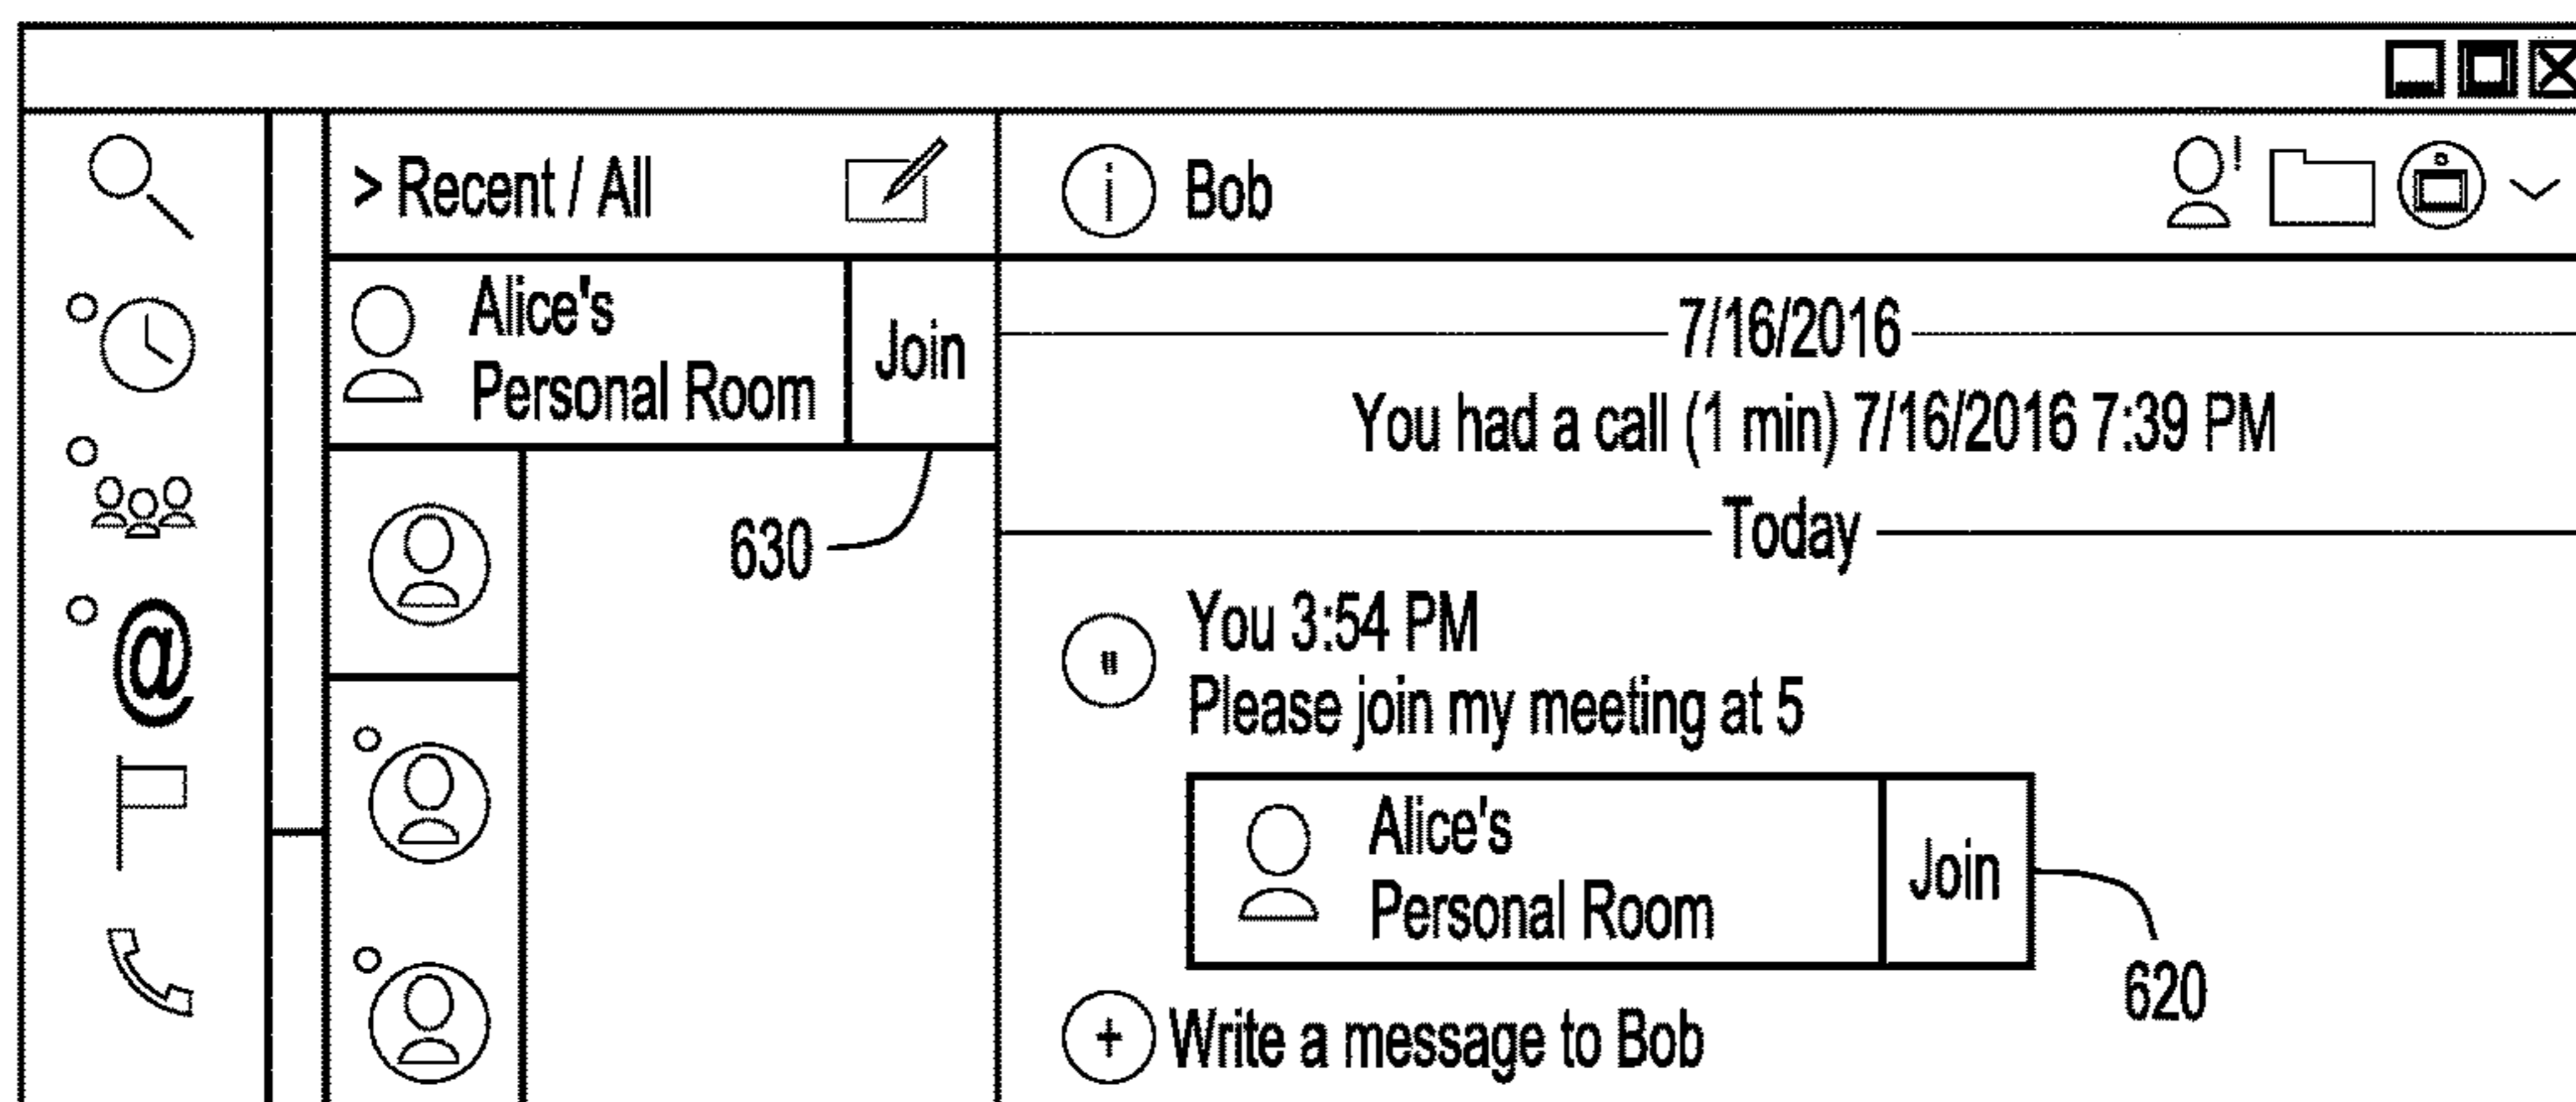 > Recent / All
Alice's
Personal Room
Join
630
@
i
Bob
7/16/2016
You had a call (1 min) 7/16/2016 7:39 PM
Today
"
You 3:54 PM
Please join my meeting at 5
Alice's
Personal Room
Join
620
+
Write a message to Bob